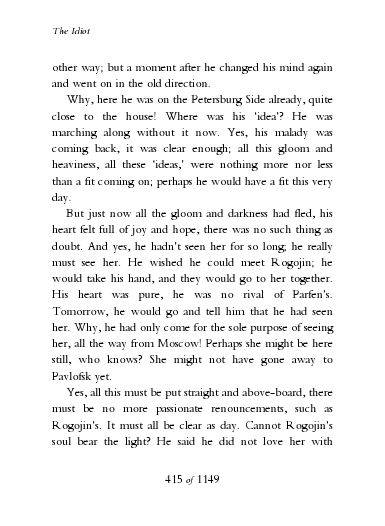 The Idiot
other way; but a moment after he changed his mind again
and went on in the old direction.
Why, here he was on the Petersburg Side already, quite
close to the house! Where was his 'idea'? He was
marching along without it now. Yes, his malady was
coming back, it was clear enough; all this gloom and
heaviness, all these 'ideas,' were nothing more nor less
than a fit coming on; perhaps he would have a fit this very
day.
But just now all the gloom and darkness had fled, his
heart felt full of joy and hope, there was no such thing as
doubt. And yes, he hadn't seen her for so long; he really
must see her. He wished he could meet Rogojin; he
would take his hand, and they would go to her together.
His heart was pure, he was no rival of Parfen's.
Tomorrow, he would go and tell him that he had seen
her. Why, he had only come for the sole purpose of seeing
her, all the way from Moscow! Perhaps she might be here
still, who knows? She might not have gone away to
Pavlofsk yet.
Yes, all this must be put straight and above-board, there
must be no more passionate renouncements, such as
Rogojin's. It must all be clear as day. Cannot Rogojin's
soul bear the light? He said he did not love her with
415 of 1149